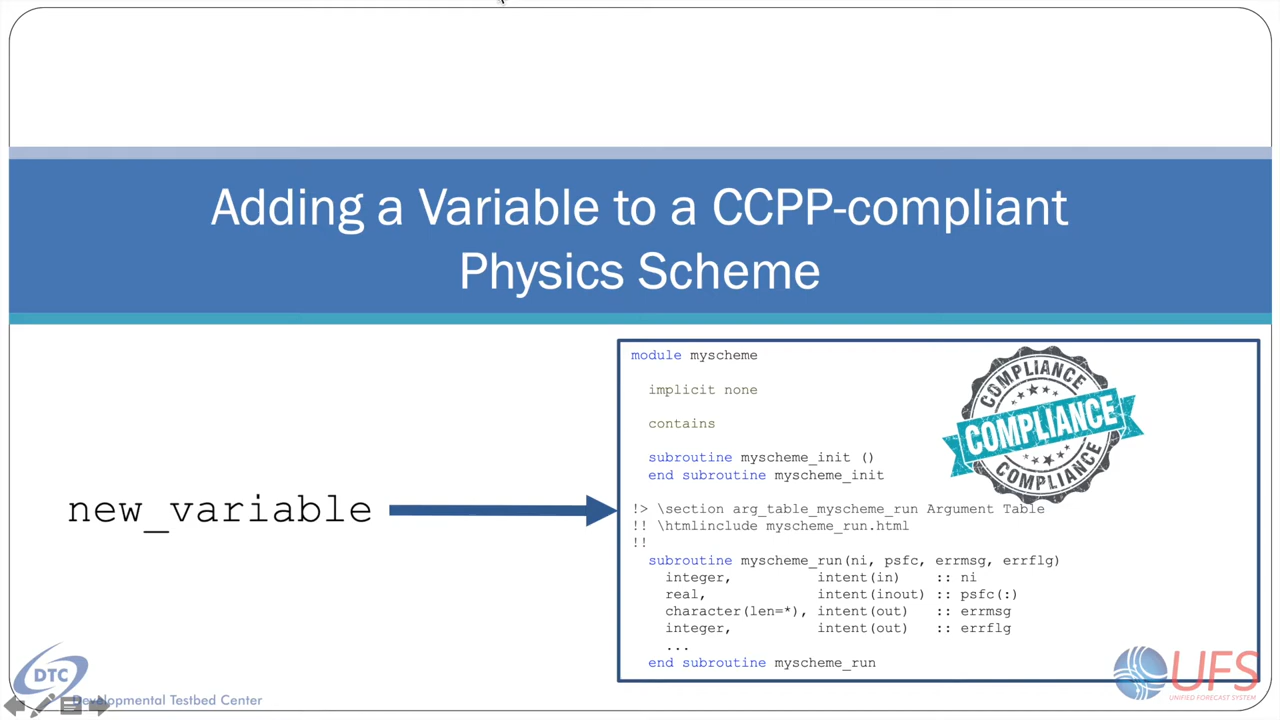 Adding a Variable to a CCPP-compliant
Physics Scheme
new_variable
module myscheme
implicit none
contains
subroutine myscheme_init ()
end subroutine myscheme_init
!> \section arg_table_myscheme_run Argument Table
!! \htmlinclude myscheme_run.html
!!
subroutine myscheme_run(ni, psfc, errmsg, errflg)
integer,          intent(in)    :: ni
real,             intent(inout) :: psfc(:)
character(len=*), intent(out)   :: errmsg
integer,          intent(out)   :: errflg
...
end subroutine myscheme_run
COMPLIANCE
COMPLIANCE
COMPLIANCE
DTC
Developmental Testbed Center
UFS
UNIFIED FORECAST SYSTEM